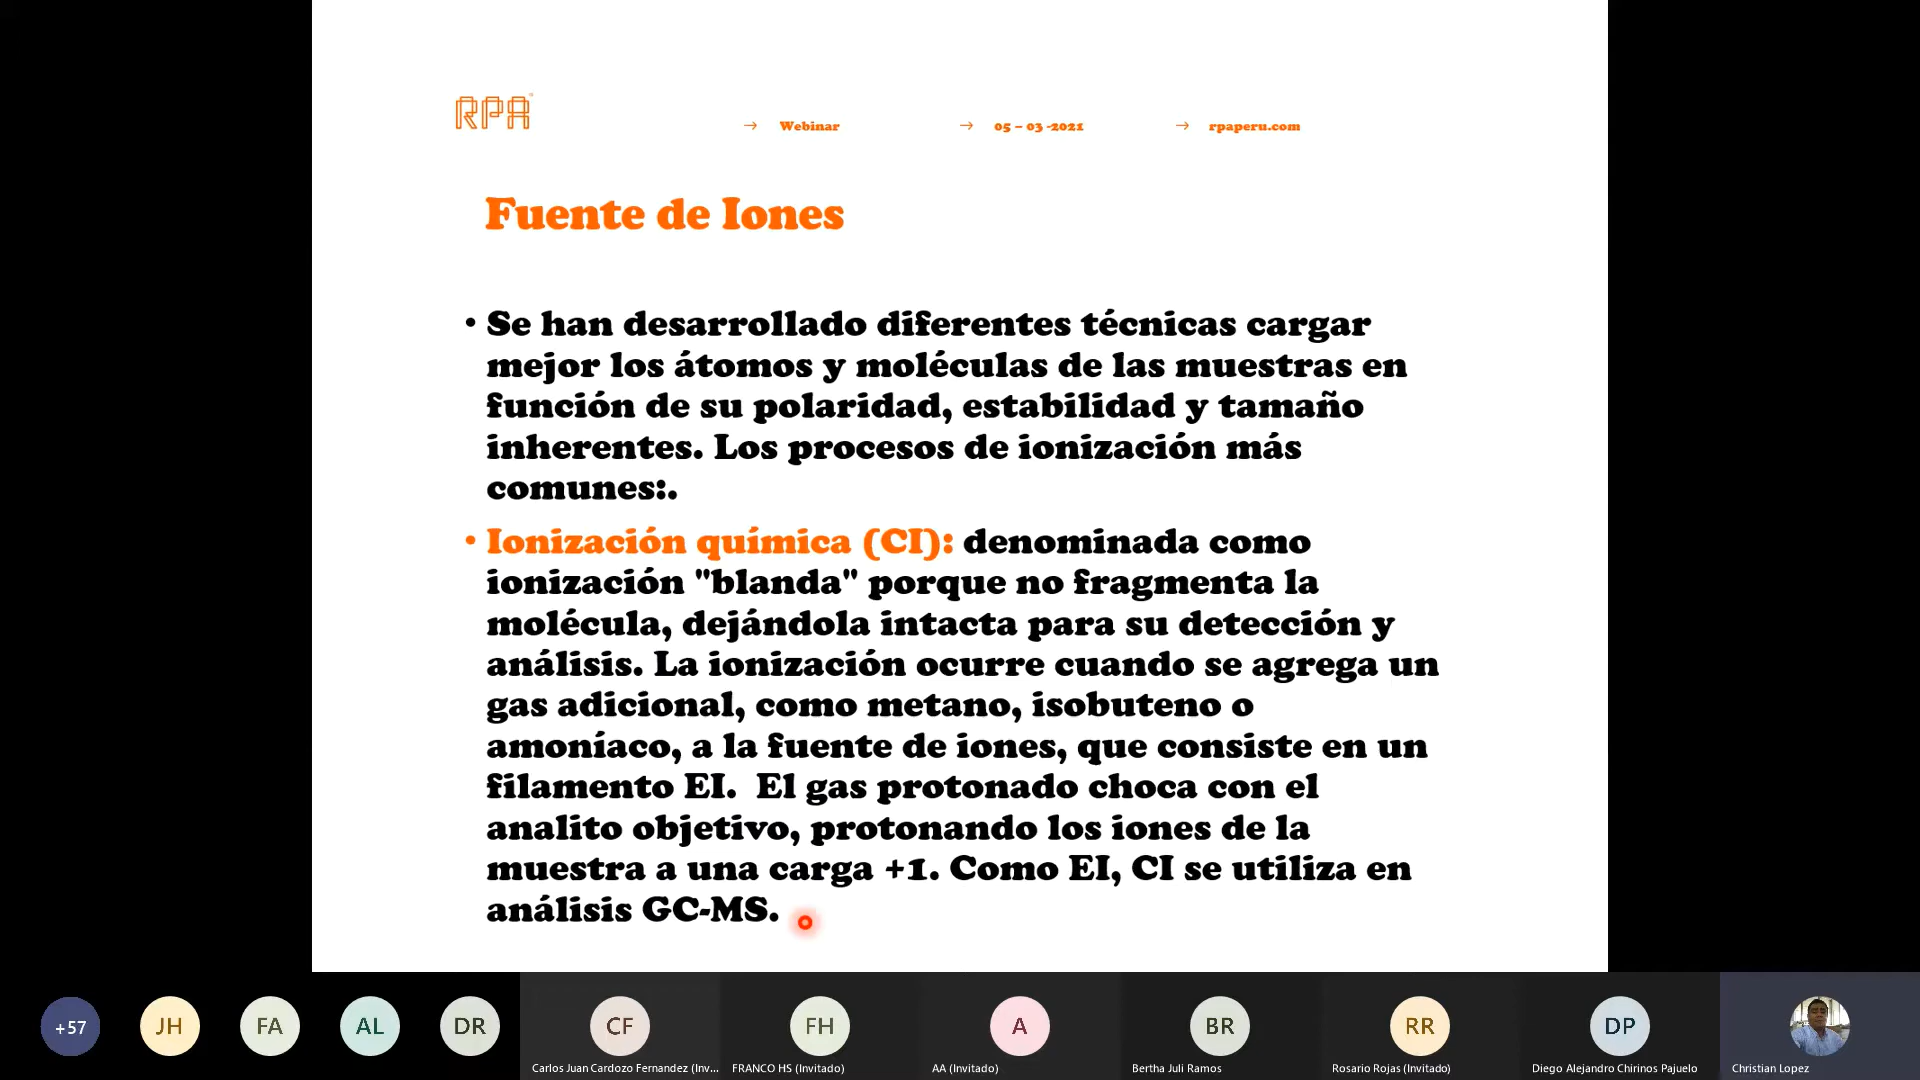 RPA
→ Webinar → 05 – 03 -2021 → rpaperu.com
Fuente de Iones
• Se han desarrollado diferentes técnicas cargar
mejor los átomos y moléculas de las muestras en
función de su polaridad, estabilidad y tamaño
inherentes. Los procesos de ionización más
comunes:.
• Ionización química (CI): denominada como
ionización "blanda" porque no fragmenta la
molécula, dejándola intacta para su detección y
análisis. La ionización ocurre cuando se agrega un
gas adicional, como metano, isobuteno o
amoníaco, a la fuente de iones, que consiste en un
filamento EI.  El gas protonado choca con el
analito objetivo, protonando los iones de la
muestra a una carga +1. Como EI, CI se utiliza en
análisis GC-MS.
+57 JH FA AL DR CF FH A BR RR DP
Carlos Juan Cardozo Fernandez (Inv... FRANCO HS (Invitado) AA (Invitado) Bertha Juli Ramos Rosario Rojas (Invitado) Diego Alejandro Chirinos Pajuelo Christian Lopez